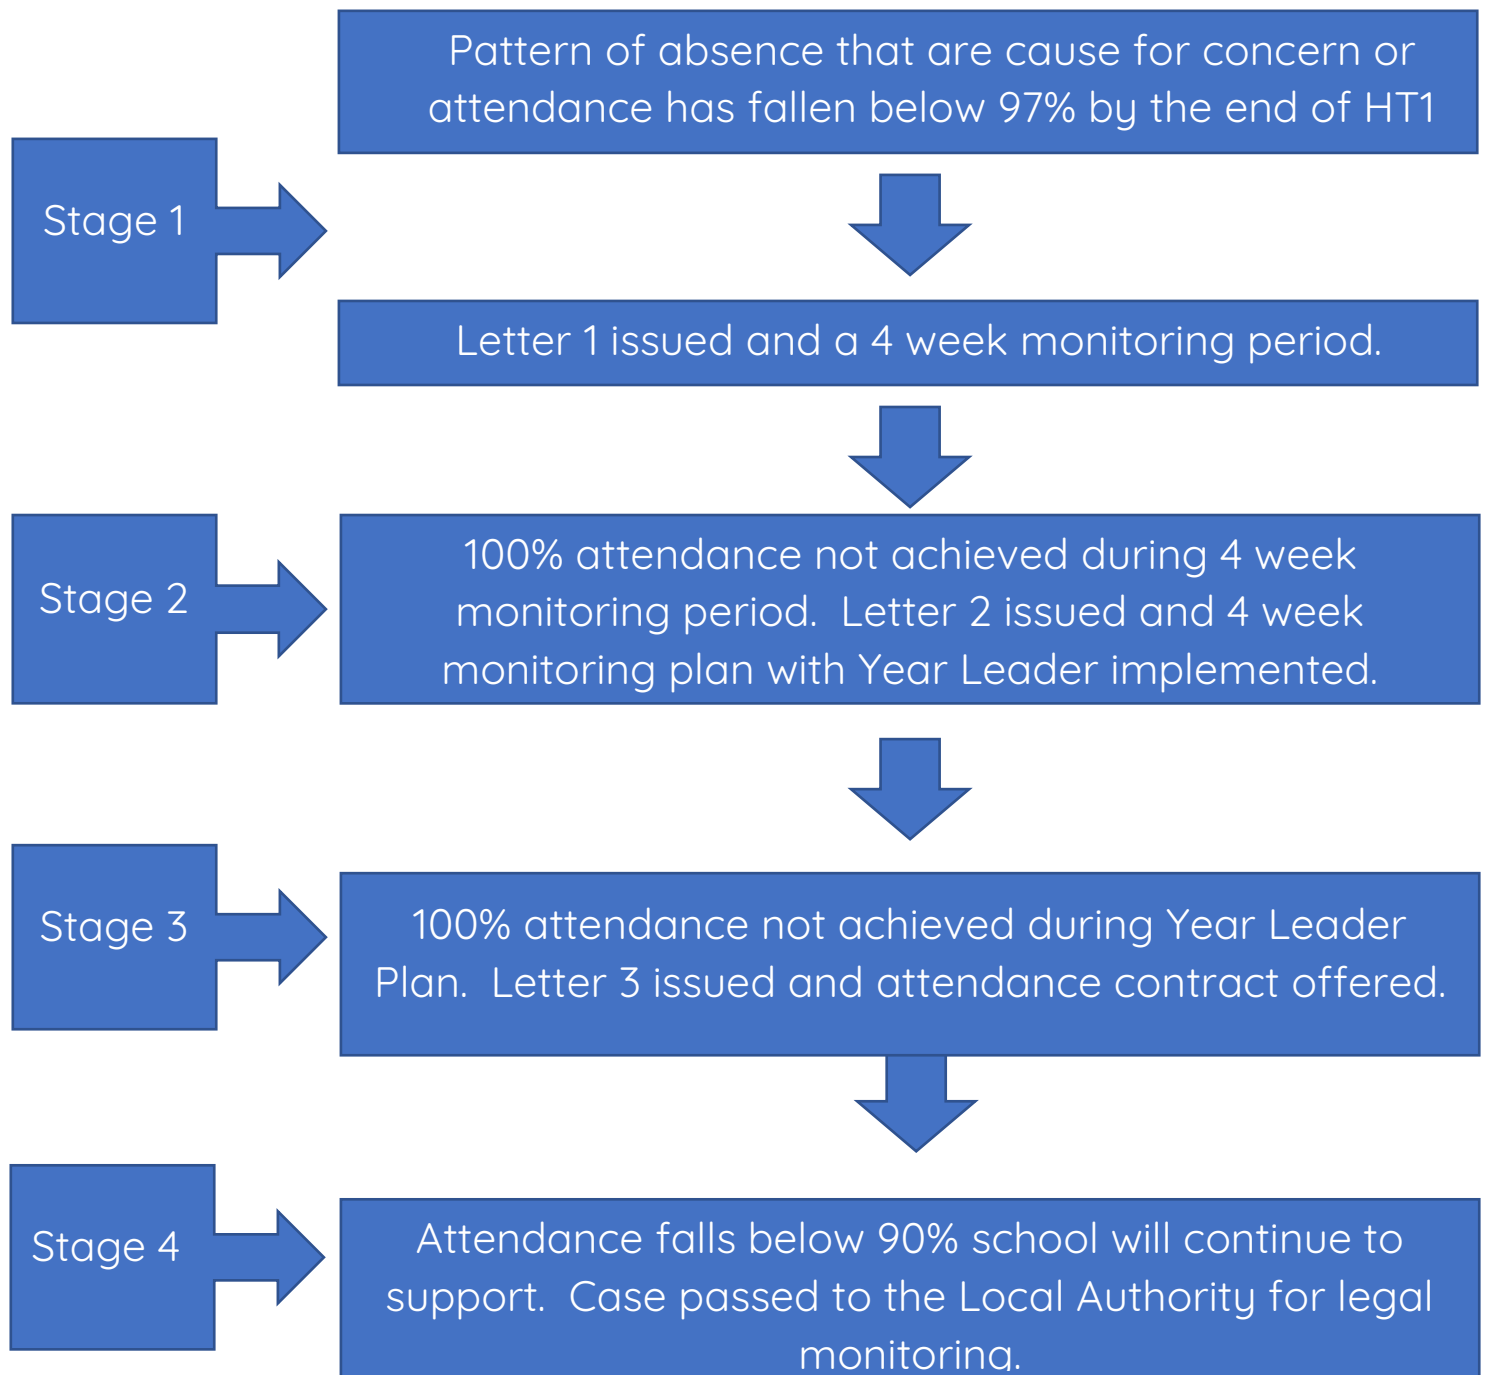 Pattern of absence that are cause for concern or
attendance has fallen below 97% by the end of HT1
Stage 1
Letter 1 issued and a 4 week monitoring period.
Stage 2
100% attendance not achieved during 4 week
monitoring period.  Letter 2 issued and 4 week
monitoring plan with Year Leader implemented.
Stage 3
100% attendance not achieved during Year Leader
Plan.  Letter 3 issued and attendance contract offered.
Stage 4
Attendance falls below 90% school will continue to
support.  Case passed to the Local Authority for legal
monitoring.